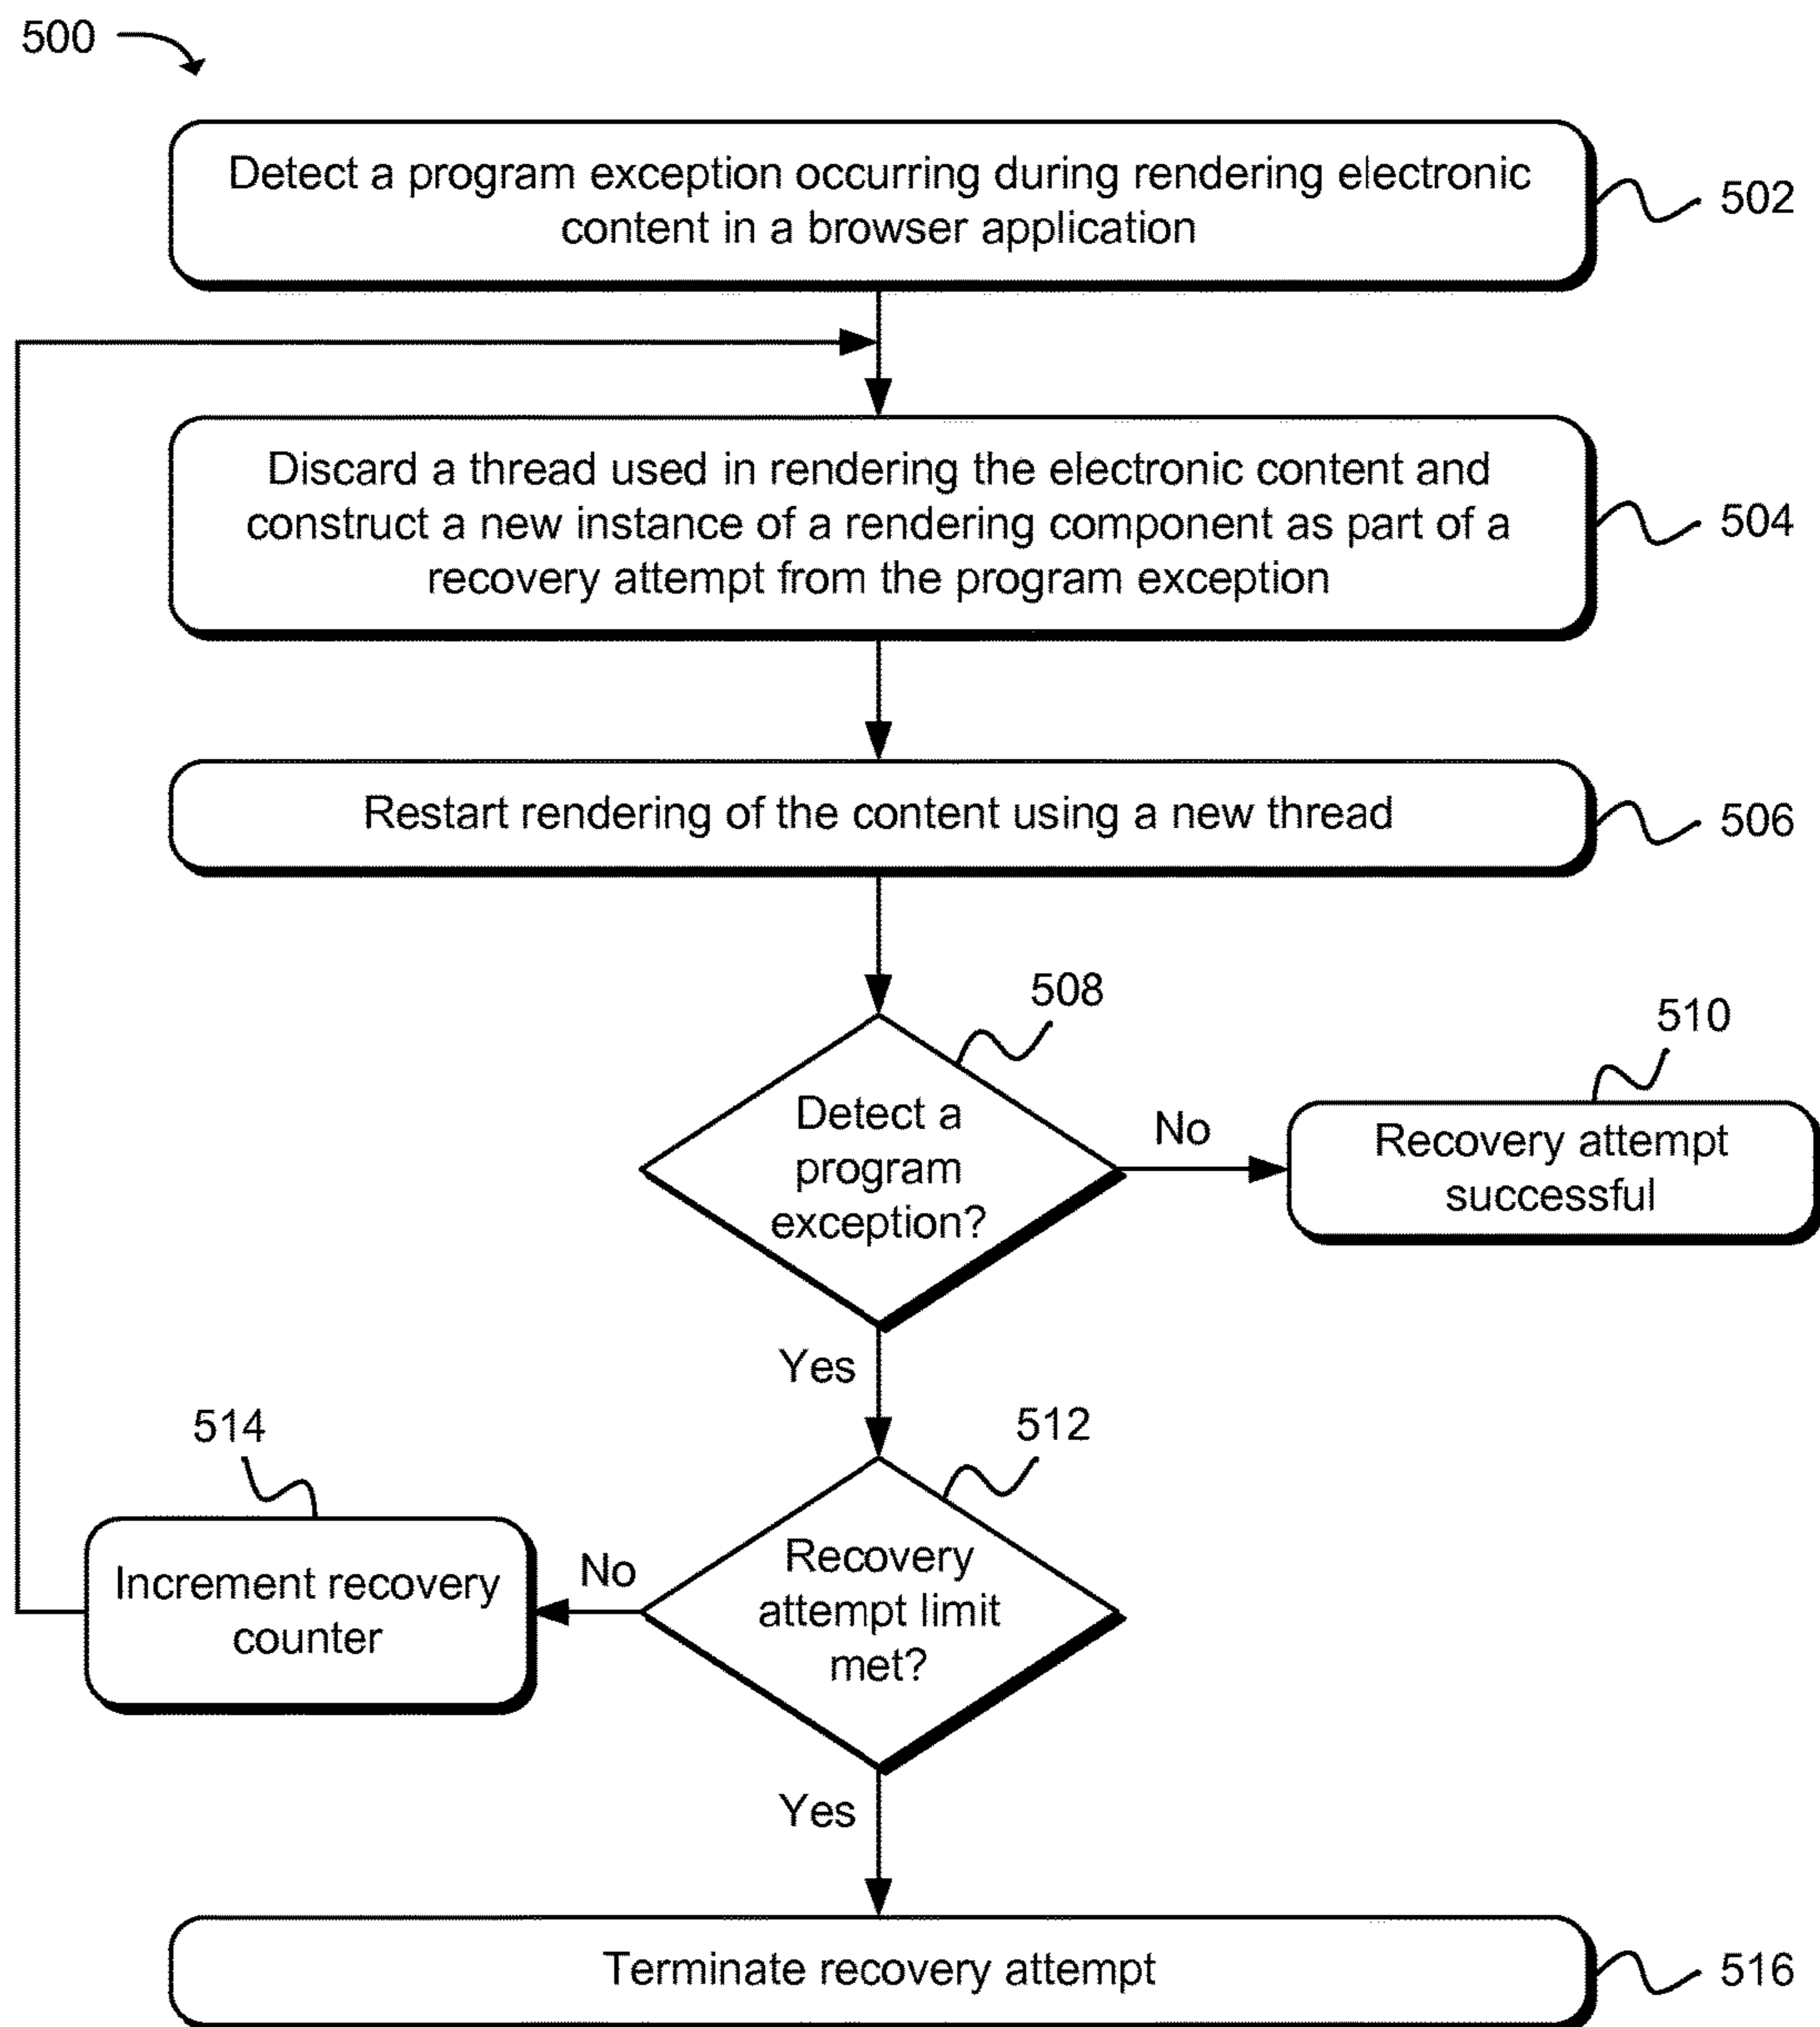 500
Detect a program exception occurring during rendering electronic
content in a browser application
502
Discard a thread used in rendering the electronic content and
construct a new instance of a rendering component as part of a
recovery attempt from the program exception
504
Restart rendering of the content using a new thread
506
508
Detect a
program
exception?
No
510
Recovery attempt
successful
Yes
512
Recovery
attempt limit
met?
No
514
Increment recovery
counter
Yes
Terminate recovery attempt
516